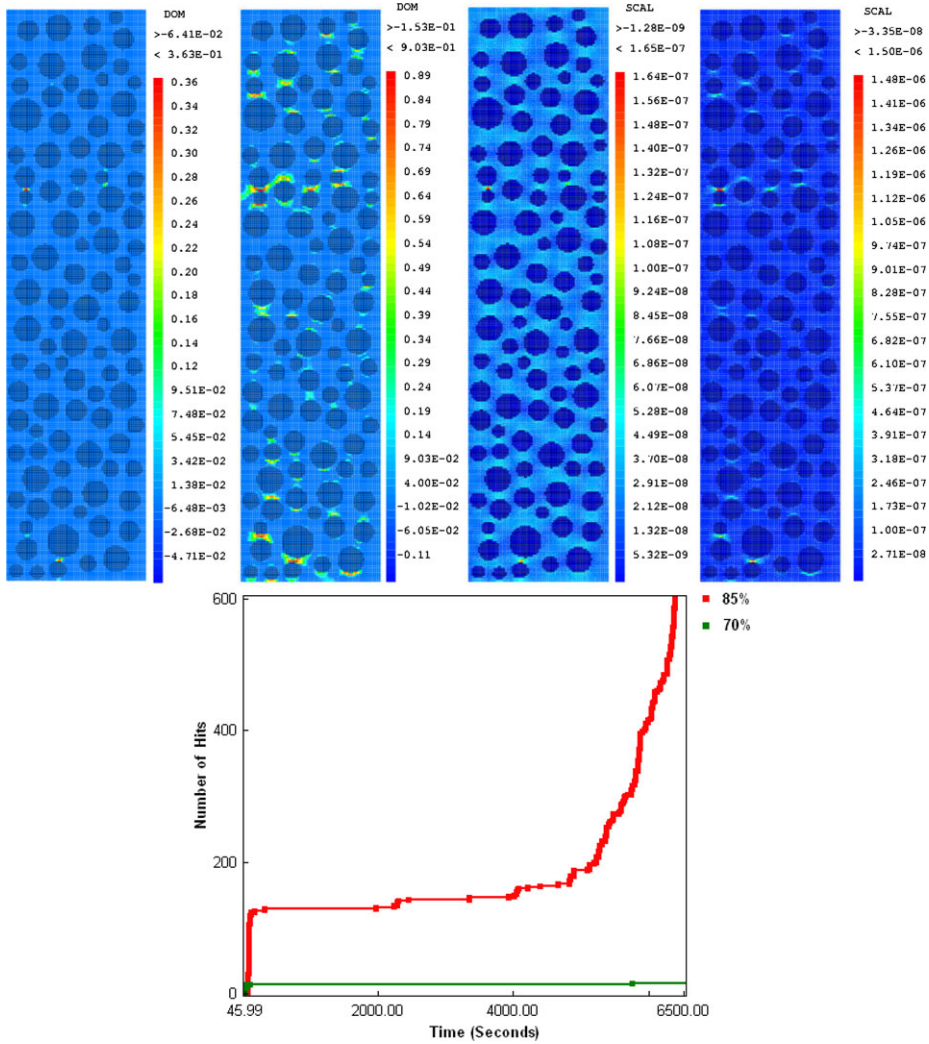 DOM
>-6.41E-02
< 3.63E-01
0.36
0.34
0.32
0.30
0.28
0.26
0.24
0.22
0.20
0.18
0.16
0.14
0.12
9.51E-02
7.48E-02
5.45E-02
3.42E-02
1.38E-02
-6.48E-03
-2.68E-02
-4.71E-02
DOM
>-1.53E-01
< 9.03E-01
0.89
0.84
0.79
0.74
0.69
0.64
0.59
0.54
0.49
0.44
0.39
0.34
0.29
0.24
0.19
0.14
9.03E-02
4.00E-02
-1.02E-02
-6.05E-02
-0.11
SCAL
>-1.28E-09
< 1.65E-07
1.64E-07
1.56E-07
1.48E-07
1.40E-07
1.32E-07
1.24E-07
1.16E-07
1.08E-07
1.00E-07
9.24E-08
8.45E-08
7.66E-08
6.86E-08
6.07E-08
5.28E-08
4.49E-08
3.70E-08
2.91E-08
2.12E-08
1.32E-08
5.32E-09
SCAL
>-3.35E-08
< 1.50E-06
1.48E-06
1.41E-06
1.34E-06
1.26E-06
1.19E-06
1.12E-06
1.05E-06
9.74E-07
9.01E-07
8.28E-07
7.55E-07
6.82E-07
6.10E-07
5.37E-07
4.64E-07
3.91E-07
3.18E-07
2.46E-07
1.73E-07
1.00E-07
2.71E-08
85%
70%
600
400
200
0
Number of Hits
45.99
2000.00
4000.00
6500.00
Time (Seconds)